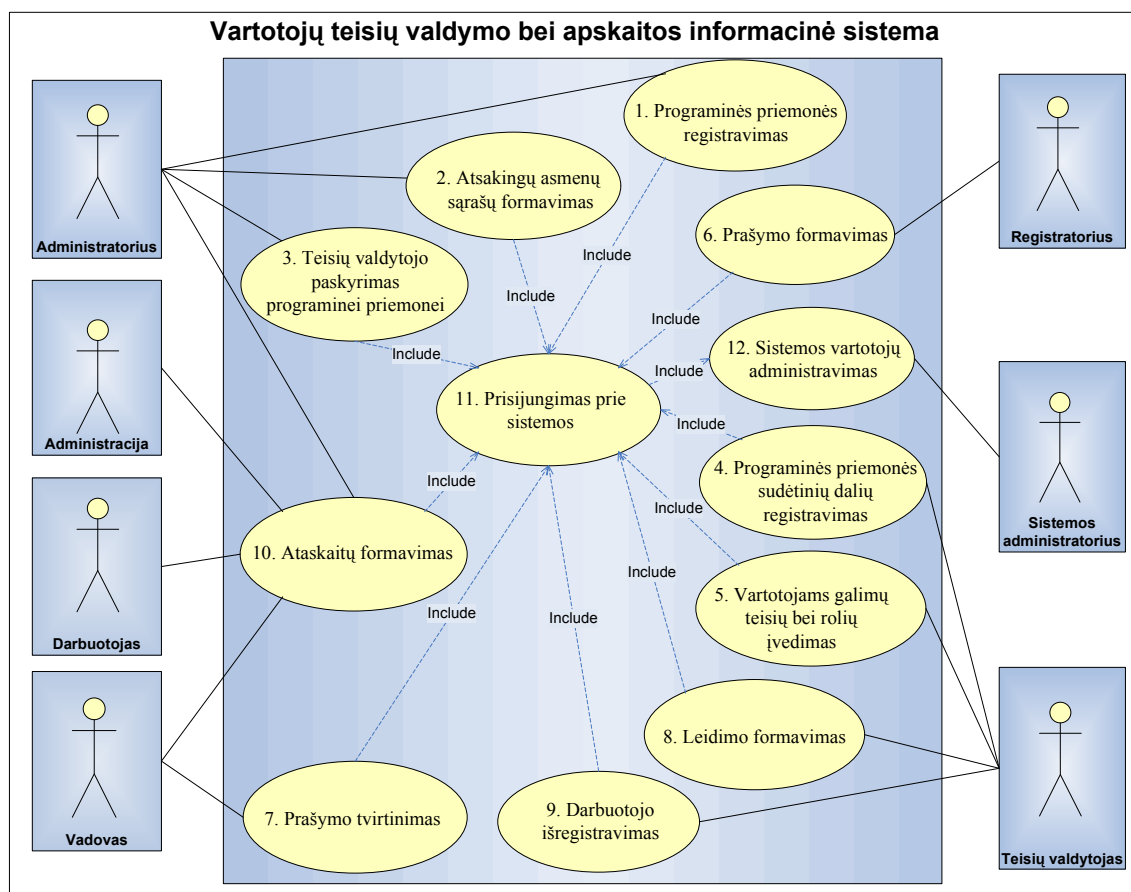 Vartotojų teisių valdymo bei apskaitos informacinė sistema
Administratorius
Administracija
Darbuotojas
Vadovas
1. Programinės priemonės
registravimas
2. Atsakingų asmenų
sąrašų formavimas
3. Teisių valdytojo
paskyrimas
programinei priemonei
6. Prašymo formavimas
11. Prisijungimas prie
sistemos
12. Sistemos vartotojų
administravimas
4. Programinės priemonės
sudėtinių dalių
registravimas
10. Ataskaitų formavimas
5. Vartotojams galimų
teisių bei rolių
įvedimas
8. Leidimo formavimas
7. Prašymo tvirtinimas
9. Darbuotojo
išregistravimas
Include
Include
Include
Include
Include
Include
Include
Include
Include
Include
Include
Registratorius
Sistemos
administratorius
Teisių valdytojas